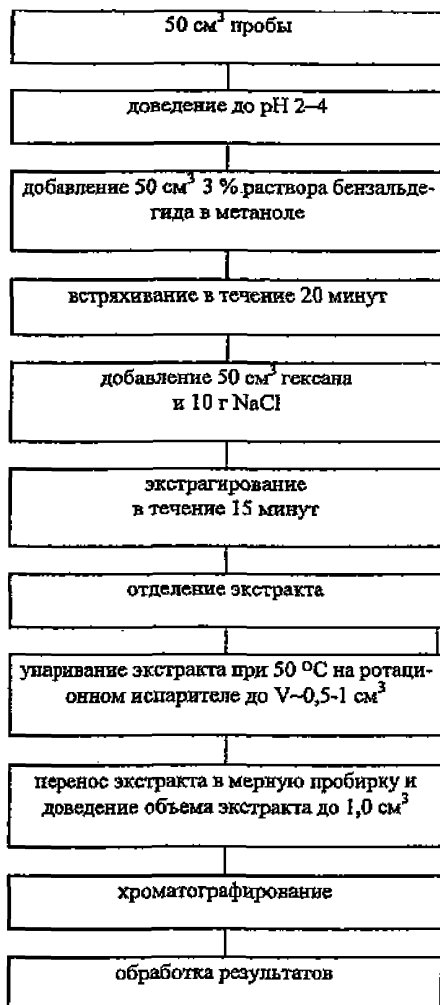 50 см³ пробы
доведение до pH 2–4
добавление 50 см³ 3 % раствора бензальде-
гида в метаноле
встряхивание в течение 20 минут
добавление 50 см³ гексана
и 10 г NaCl
экстрагирование
в течение 15 минут
отделение экстракта
упаривание экстракта при 50 °C на ротаци-
онном испарителе до V~0,5-1 см³
перенос экстракта в мерную пробирку и
доведение объема экстракта до 1,0 см³
хроматографирование
обработка результатов